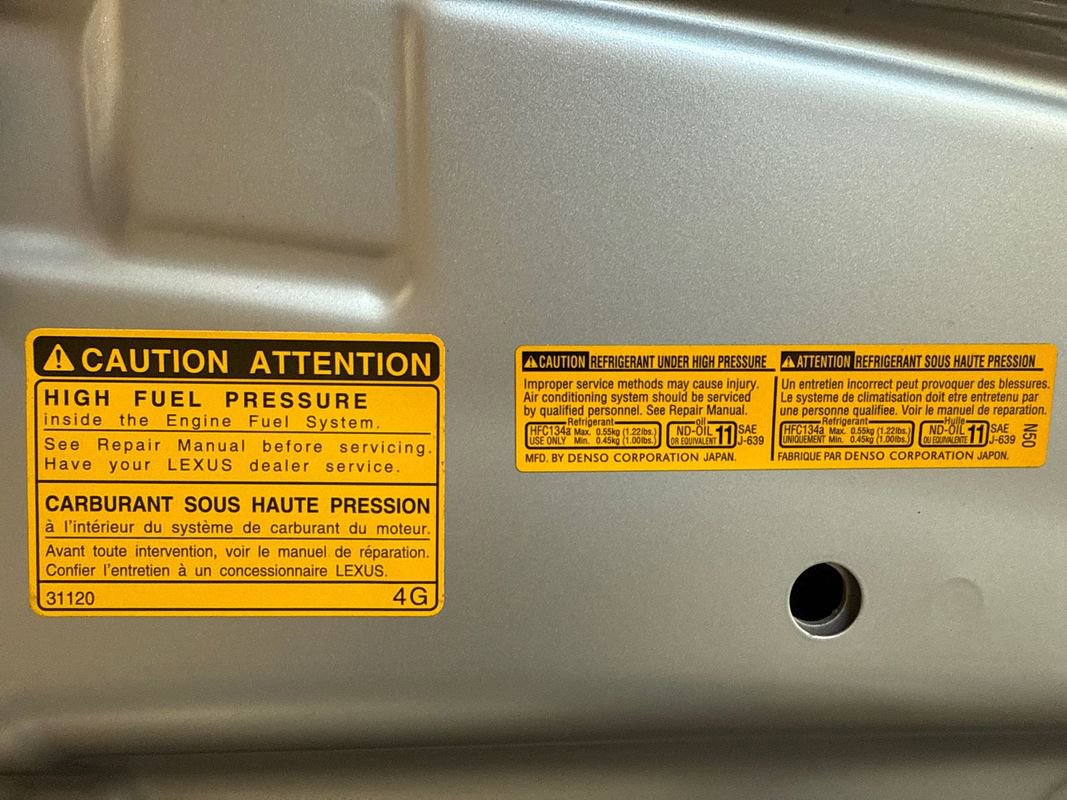 CAUTION ATTENTION
HIGH FUEL PRESSURE
inside the Engine Fuel System.
See Repair Manual before servicing.
Have your LEXUS dealer service.
CARBURANT SOUS HAUTE PRESSION
à l'intérieur du système de carburant du moteur.
Avant toute intervention, voir le manuel de réparation.
Confier l'entretien à un concessionnaire LEXUS.
31120 4G
CAUTION REFRIGERANT UNDER HIGH PRESSURE
Improper service methods may cause injury.
Air conditioning system should be serviced
by qualified personnel. See Repair Manual.
Refrigerant oil
HFC134a Max. 0.55kg (1.22lbs.) ND-OIL 11 SAE
USE ONLY Min. 0.45kg (1.00lbs.) OR EQUIVALENT J-639
MFD. BY DENSO CORPORATION JAPAN.
ATTENTION REFRIGERANT SOUS HAUTE PRESSION
Un entretien incorrect peut provoquer des blessures.
Le systeme de climatisation doit etre entretenu par
une personne qualifiee. Voir le manuel de reparation.
Refrigerant Huile
HFC134a Max. 0.55kg (1.22lbs.) ND-OIL 11 SAE
UNIQUEMENT Min. 0.45kg (1.00lbs.) OU EQUIVALENTE J-639
FABRIQUE PAR DENSO CORPORATION JAPON.
N50